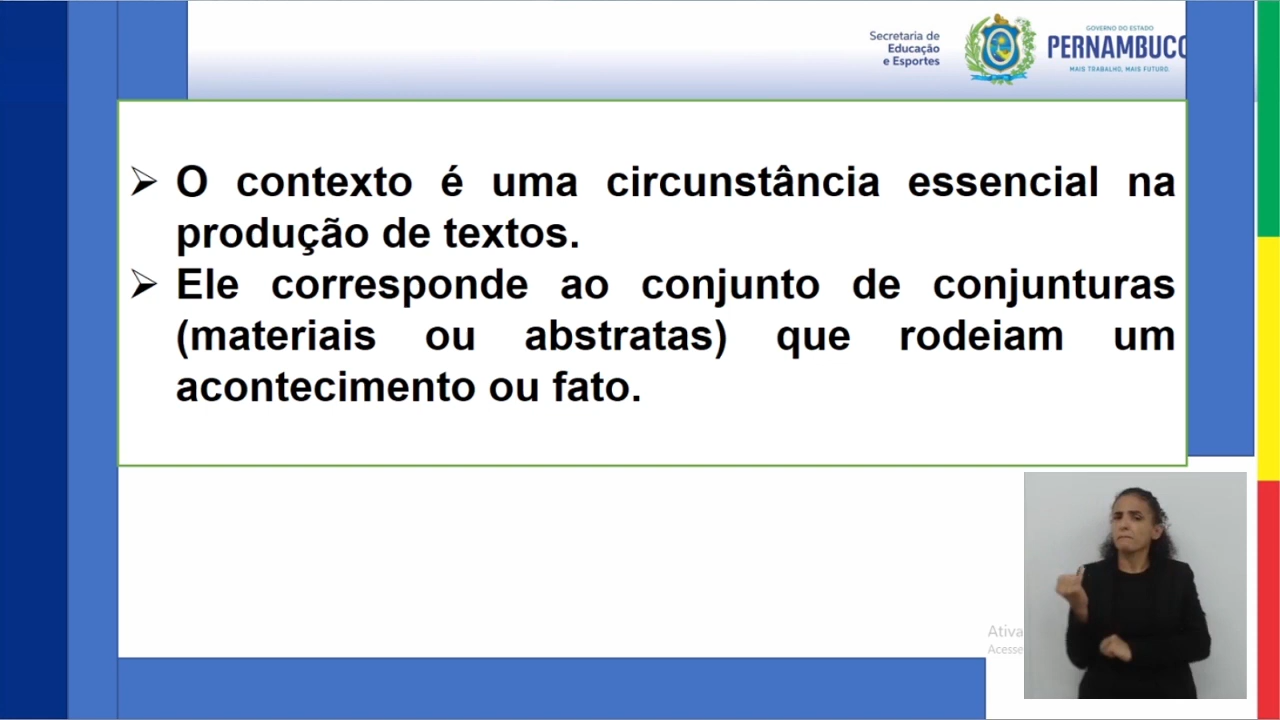 Secretaria de
Educação
e Esportes
GOVERNO DO ESTADO
PERNAMBUCO
MAIS TRABALHO, MAIS FUTURO.
➢ O contexto é uma circunstância essencial na
produção de textos.
➢ Ele corresponde ao conjunto de conjunturas
(materiais ou abstratas) que rodeiam um
acontecimento ou fato.
Ativa
Acesse